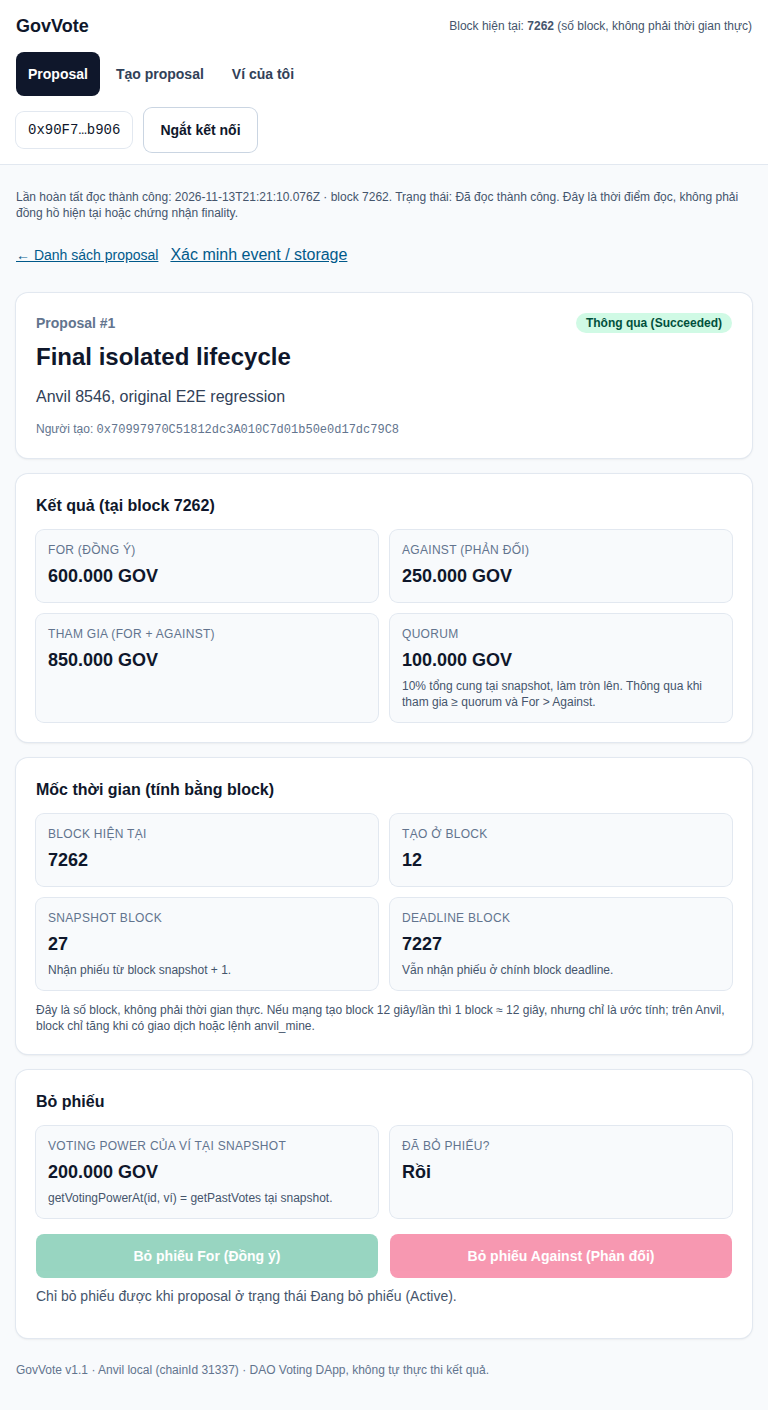 GovVote
Block hiện tại: 7262 (số block, không phải thời gian thực)
Proposal
Tạo proposal
Ví của tôi
0x90F7…b906
Ngắt kết nối
Lần hoàn tất đọc thành công: 2026-11-13T21:21:10.076Z · block 7262. Trạng thái: Đã đọc thành công. Đây là thời điểm đọc, không phải
đồng hồ hiện tại hoặc chứng nhận finality.
← Danh sách proposal
Xác minh event / storage
Proposal #1
Thông qua (Succeeded)
Final isolated lifecycle
Anvil 8546, original E2E regression
Người tạo: 0x70997970C51812dc3A010C7d01b50e0d17dc79C8
Kết quả (tại block 7262)
FOR (ĐỒNG Ý)
600.000 GOV
AGAINST (PHẢN ĐỐI)
250.000 GOV
THAM GIA (FOR + AGAINST)
850.000 GOV
QUORUM
100.000 GOV
10% tổng cung tại snapshot, làm tròn lên. Thông qua khi
tham gia ≥ quorum và For > Against.
Mốc thời gian (tính bằng block)
BLOCK HIỆN TẠI
7262
TẠO Ở BLOCK
12
SNAPSHOT BLOCK
27
Nhận phiếu từ block snapshot + 1.
DEADLINE BLOCK
7227
Vẫn nhận phiếu ở chính block deadline.
Đây là số block, không phải thời gian thực. Nếu mạng tạo block 12 giây/lần thì 1 block ≈ 12 giây, nhưng chỉ là ước tính; trên Anvil,
block chỉ tăng khi có giao dịch hoặc lệnh anvil_mine.
Bỏ phiếu
VOTING POWER CỦA VÍ TẠI SNAPSHOT
200.000 GOV
getVotingPowerAt(id, ví) = getPastVotes tại snapshot.
ĐÃ BỎ PHIẾU?
Rồi
Bỏ phiếu For (Đồng ý)
Bỏ phiếu Against (Phản đối)
Chỉ bỏ phiếu được khi proposal ở trạng thái Đang bỏ phiếu (Active).
GovVote v1.1 · Anvil local (chainId 31337) · DAO Voting DApp, không tự thực thi kết quả.